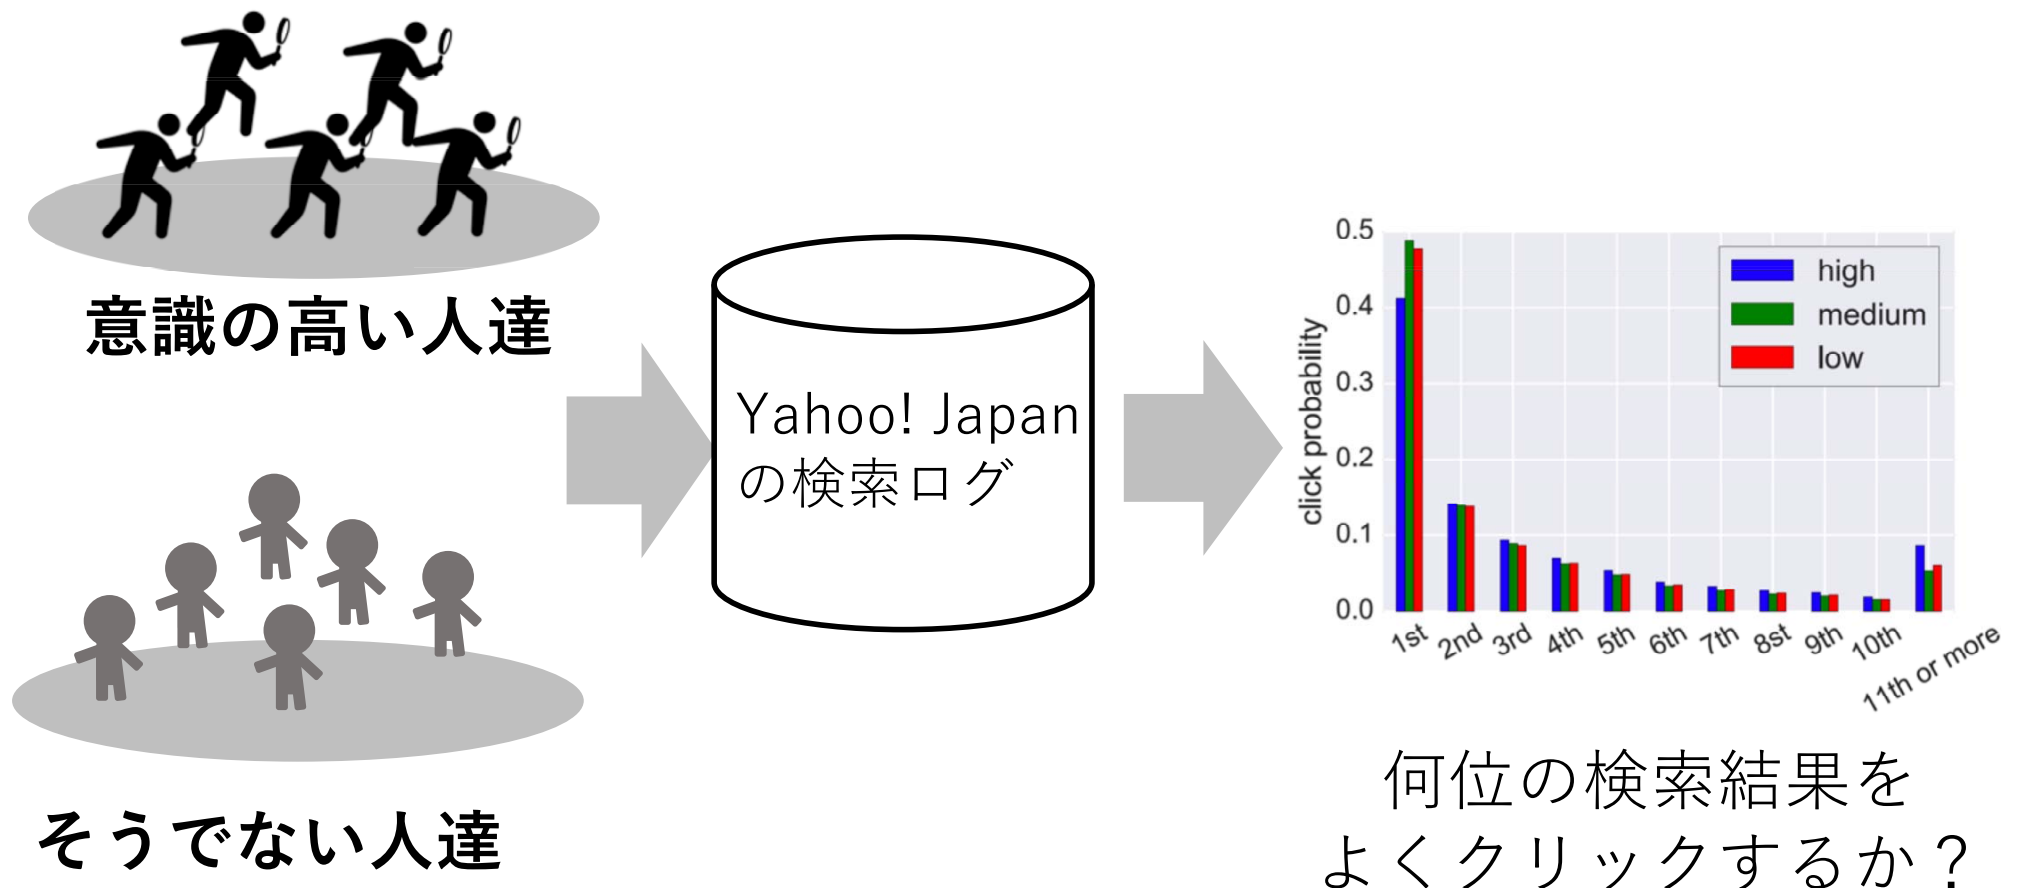 意識の高い人達
そうでない人達
Yahoo! Japan
の検索ログ
0.5
0.4
0.3
0.2
0.1
0.0
click probability
high
medium
low
1st
2nd
3rd
4th
5th
6th
7th
8st
9th
10th
11th or more
何位の検索結果を
よくクリックするか？